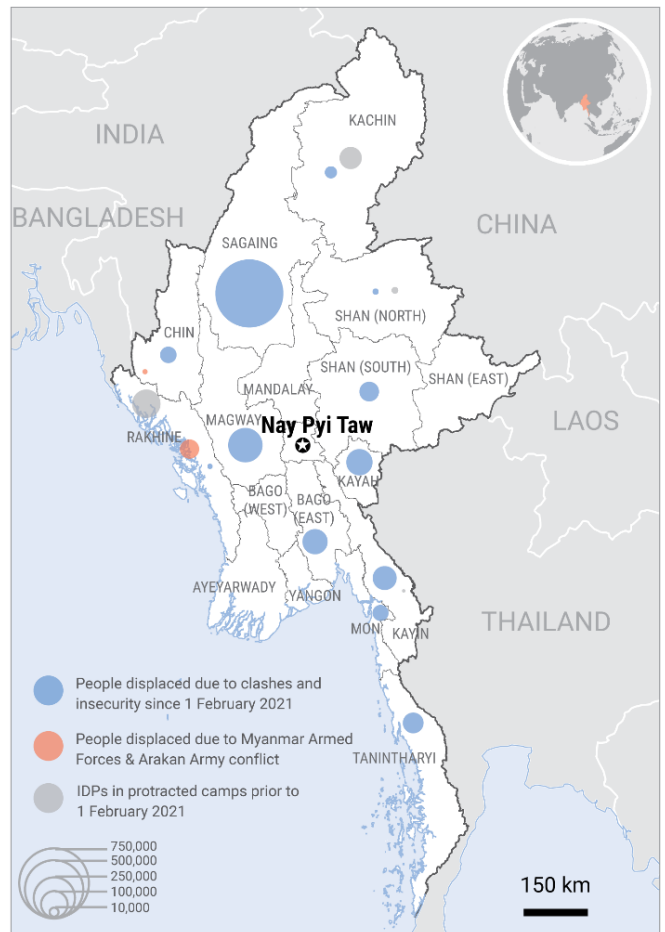 KACHIN
INDIA
BANGLADESH
CHINA
SAGAING
SHAN (NORTH)
CHIN
SHAN (SOUTH)
SHAN (EAST)
MANDALAY
LAOS
MAGWAY
Nay Pyi Taw
RAKHINE
KAYAH
BAGO
(WEST)
BAGO
(EAST)
AYEYARWADY
YANGON
THAILAND
MON
KAYIN
People displaced due to clashes and
insecurity since 1 February 2021
People displaced due to Myanmar Armed
Forces & Arakan Army conflict
TANINTHARYI
IDPs in protracted camps prior to
1 February 2021
750,000
500,000
250,000
100,000
10,000
150 km